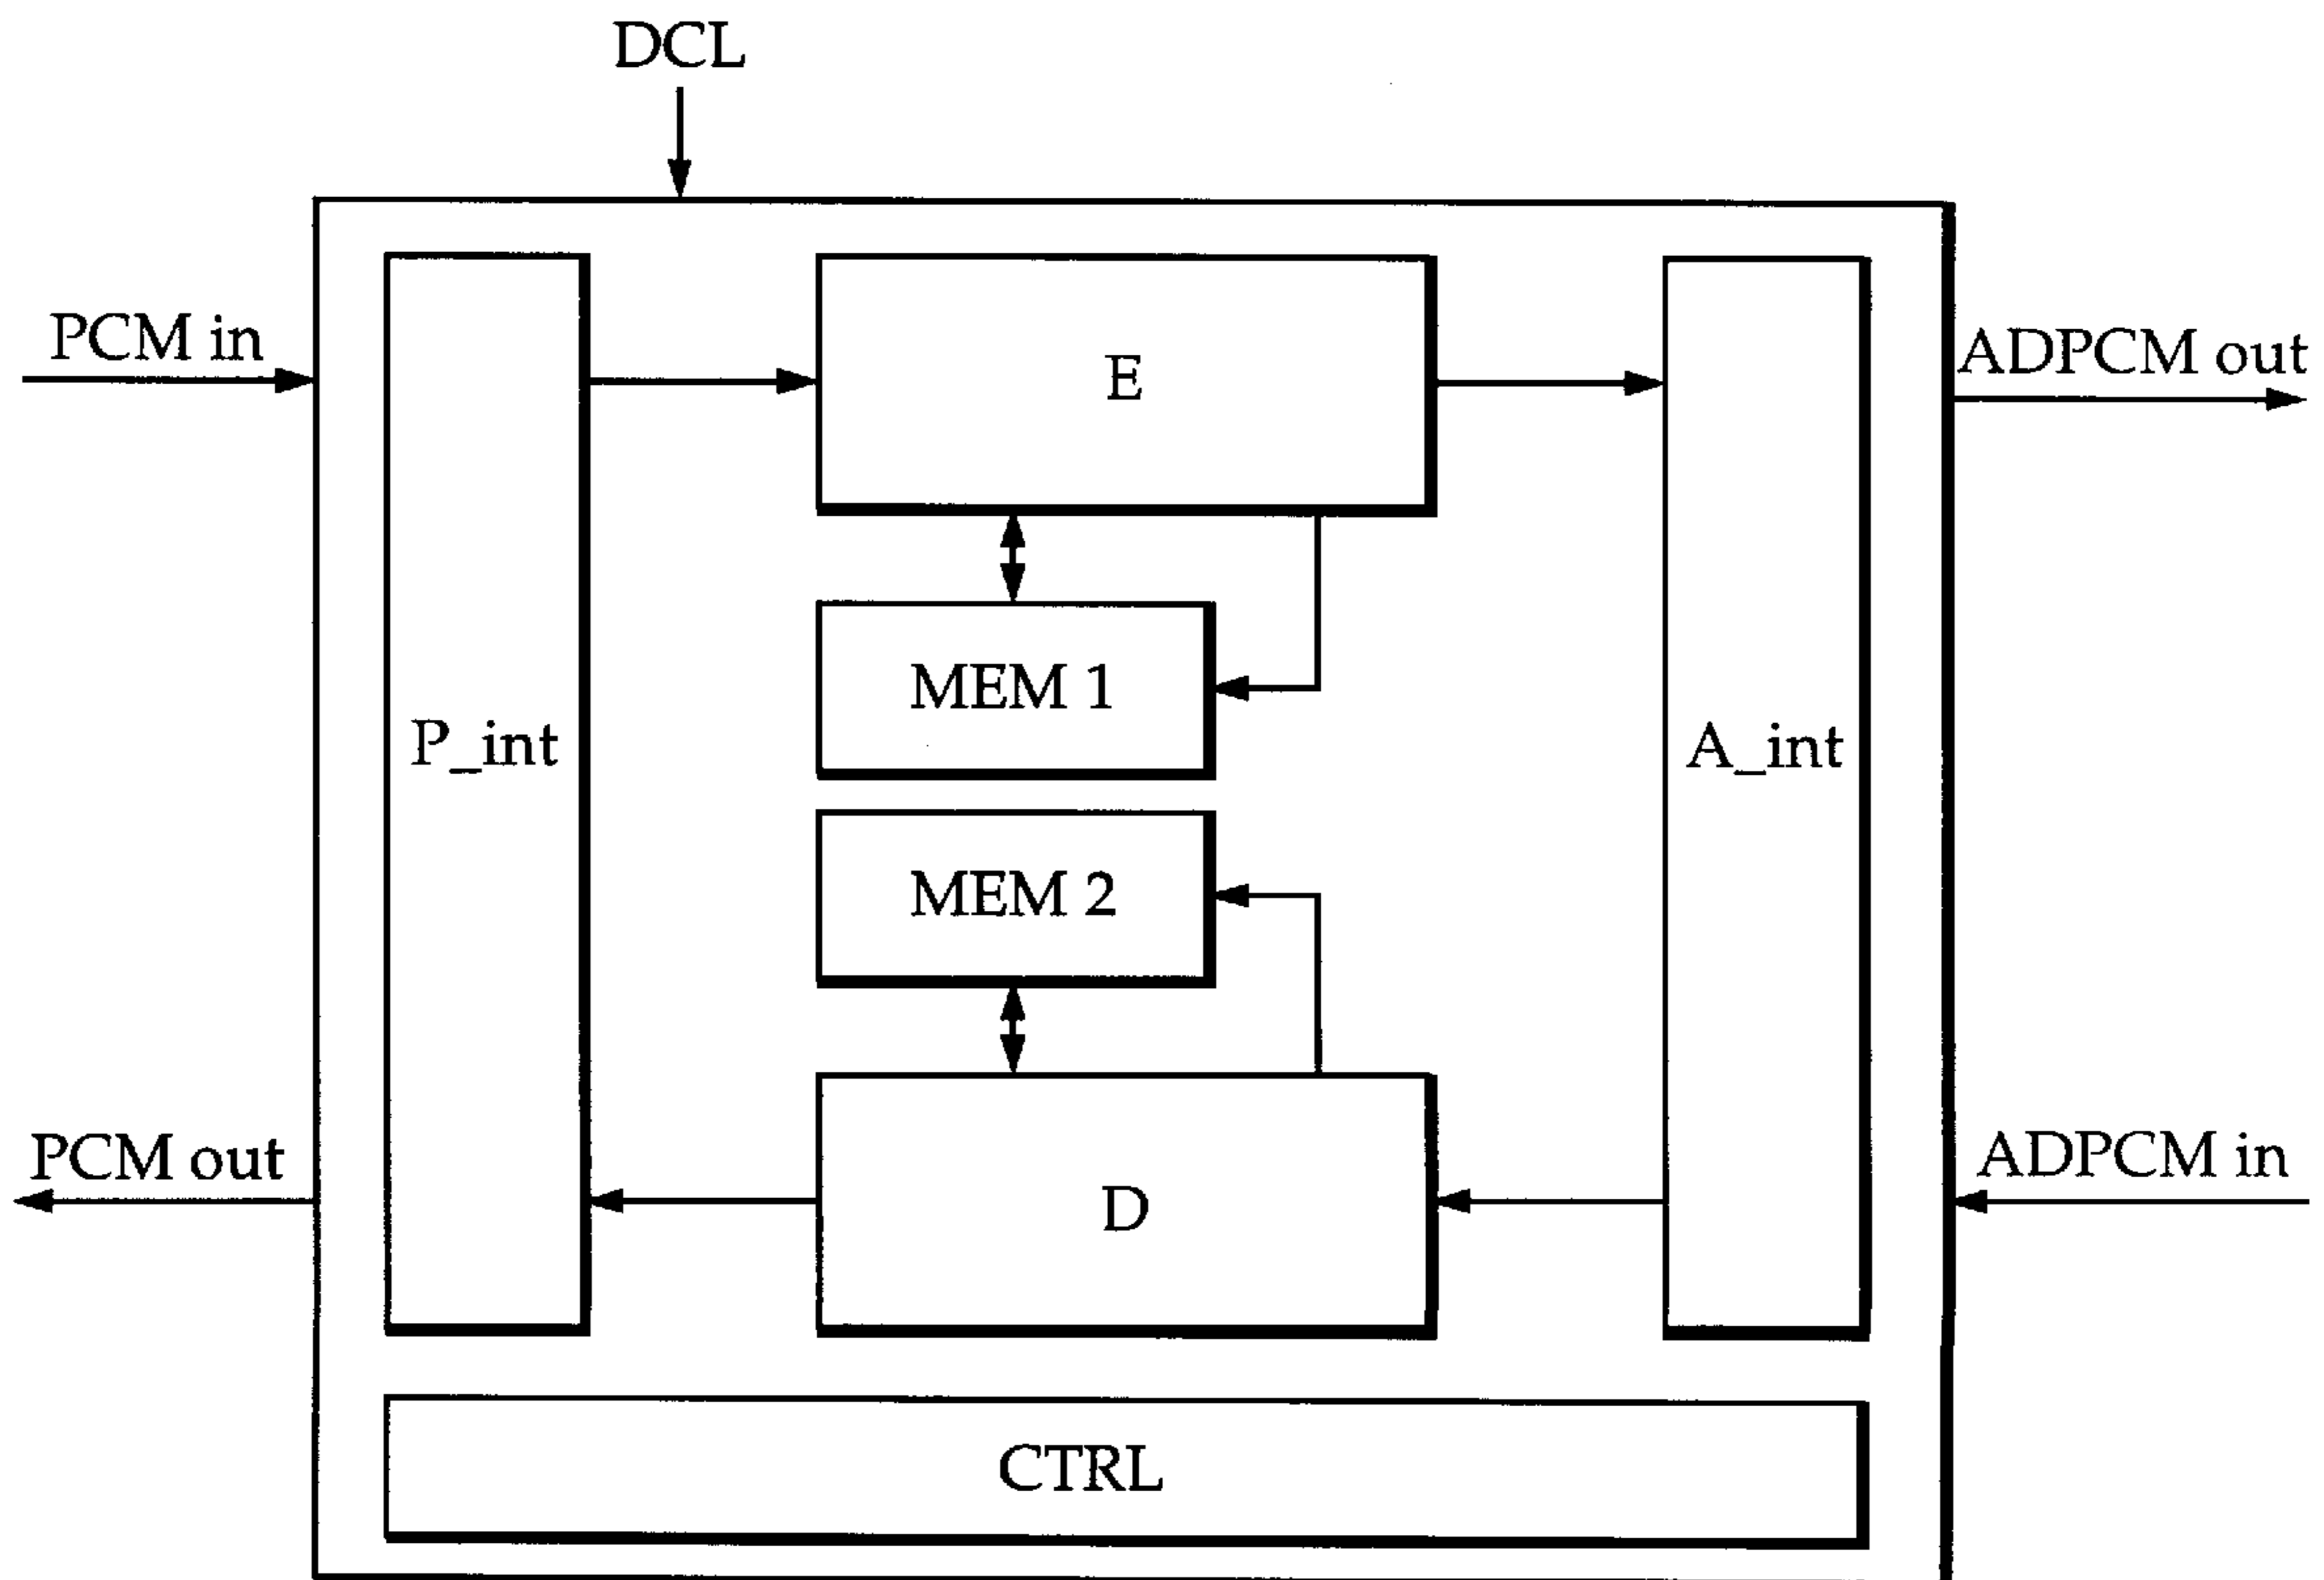 DCL
PCM in
E
ADPCM out
MEM 1
P_int
A_int
MEM 2
PCM out
D
ADPCM in
CTRL